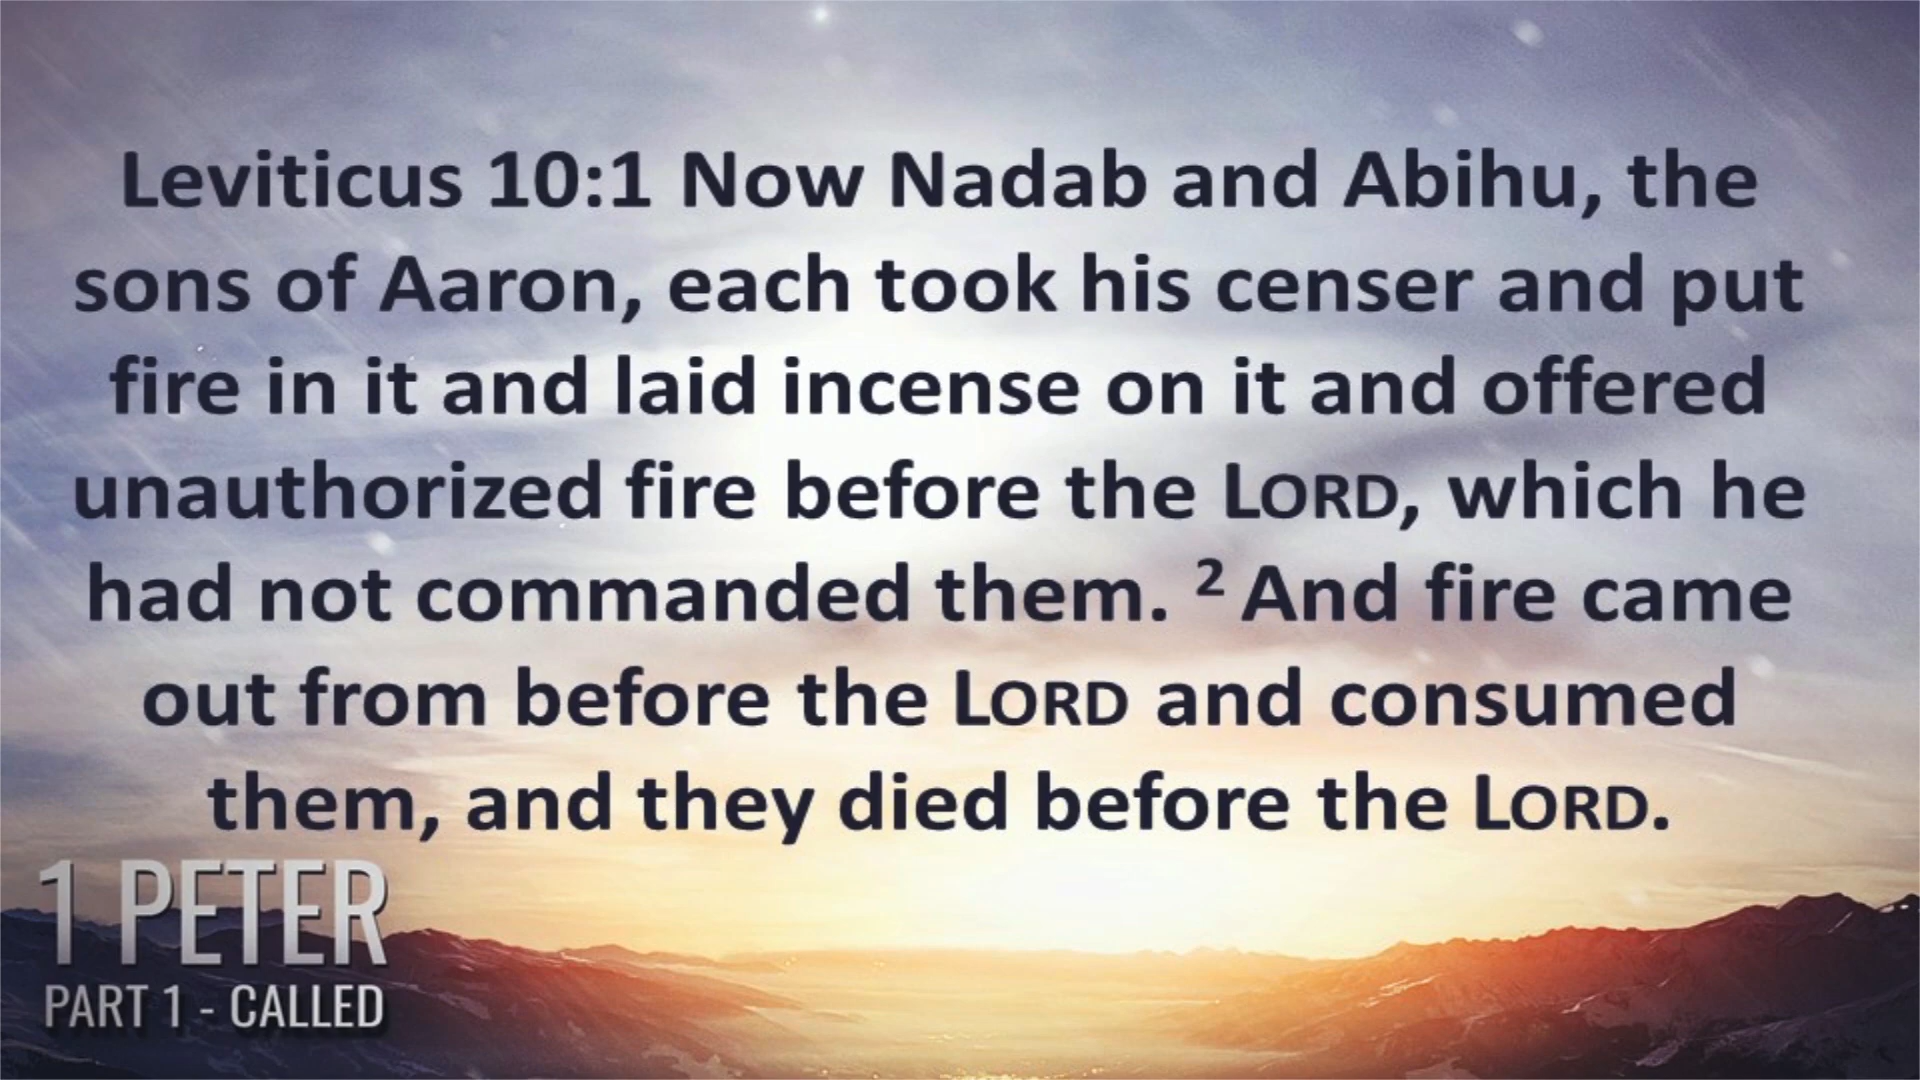 Leviticus 10:1 Now Nadab and Abihu, the
sons of Aaron, each took his censer and put
fire in it and laid incense on it and offered
unauthorized fire before the LORD, which he
had not commanded them. ² And fire came
out from before the LORD and consumed
them, and they died before the LORD.
1 PETER
PART 1 - CALLED